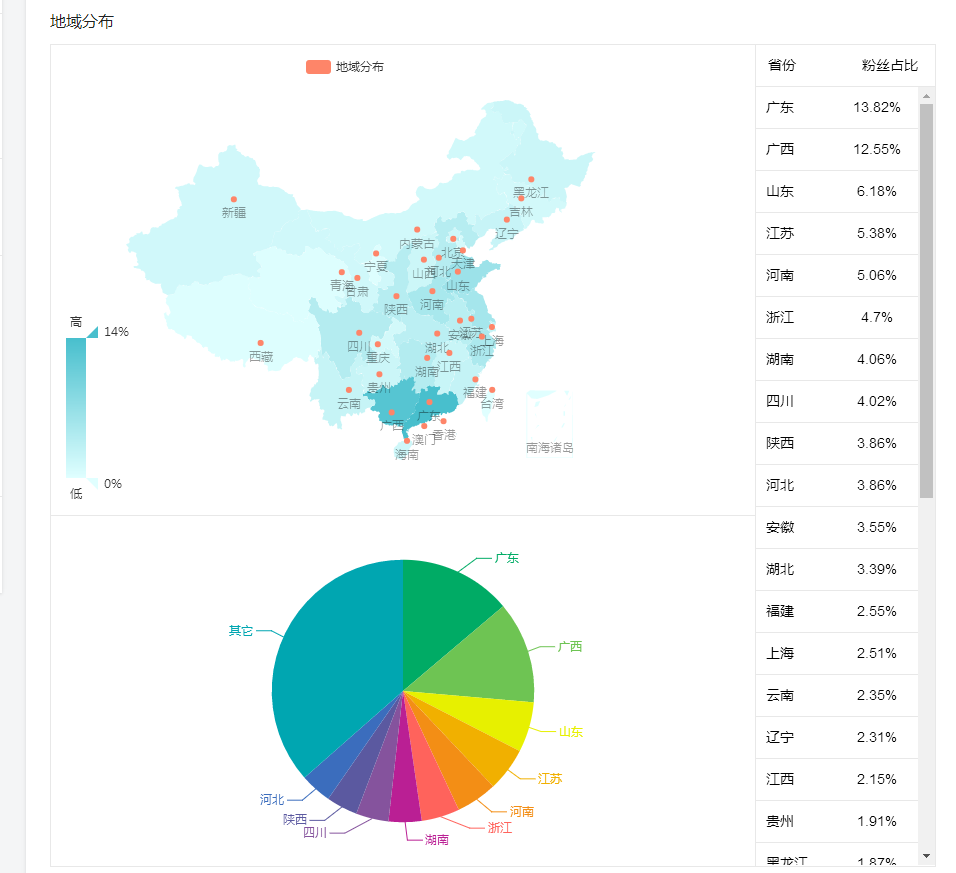 地域分布
地域分布
省份 粉丝占比
广东 13.82%
广西 12.55%
山东 6.18%
江苏 5.38%
河南 5.06%
浙江 4.7%
湖南 4.06%
四川 4.02%
陕西 3.86%
河北 3.86%
安徽 3.55%
湖北 3.39%
福建 2.55%
上海 2.51%
云南 2.35%
辽宁 2.31%
江西 2.15%
贵州 1.91%
黑龙江 1.87%
黑龙江
新疆
吉林
辽宁
内蒙古
北京
天津
宁夏
山西
河北
青海
甘肃
山东
陕西
河南
高
14%
安徽
江苏
上海
四川
湖北
浙江
西藏
重庆
江西
湖南
贵州
福建
云南
台湾
广东
广西
香港
澳门
南海诸岛
海南
0%
低
广东
其它
广西
山东
江苏
河北
河南
陕西
浙江
四川
湖南